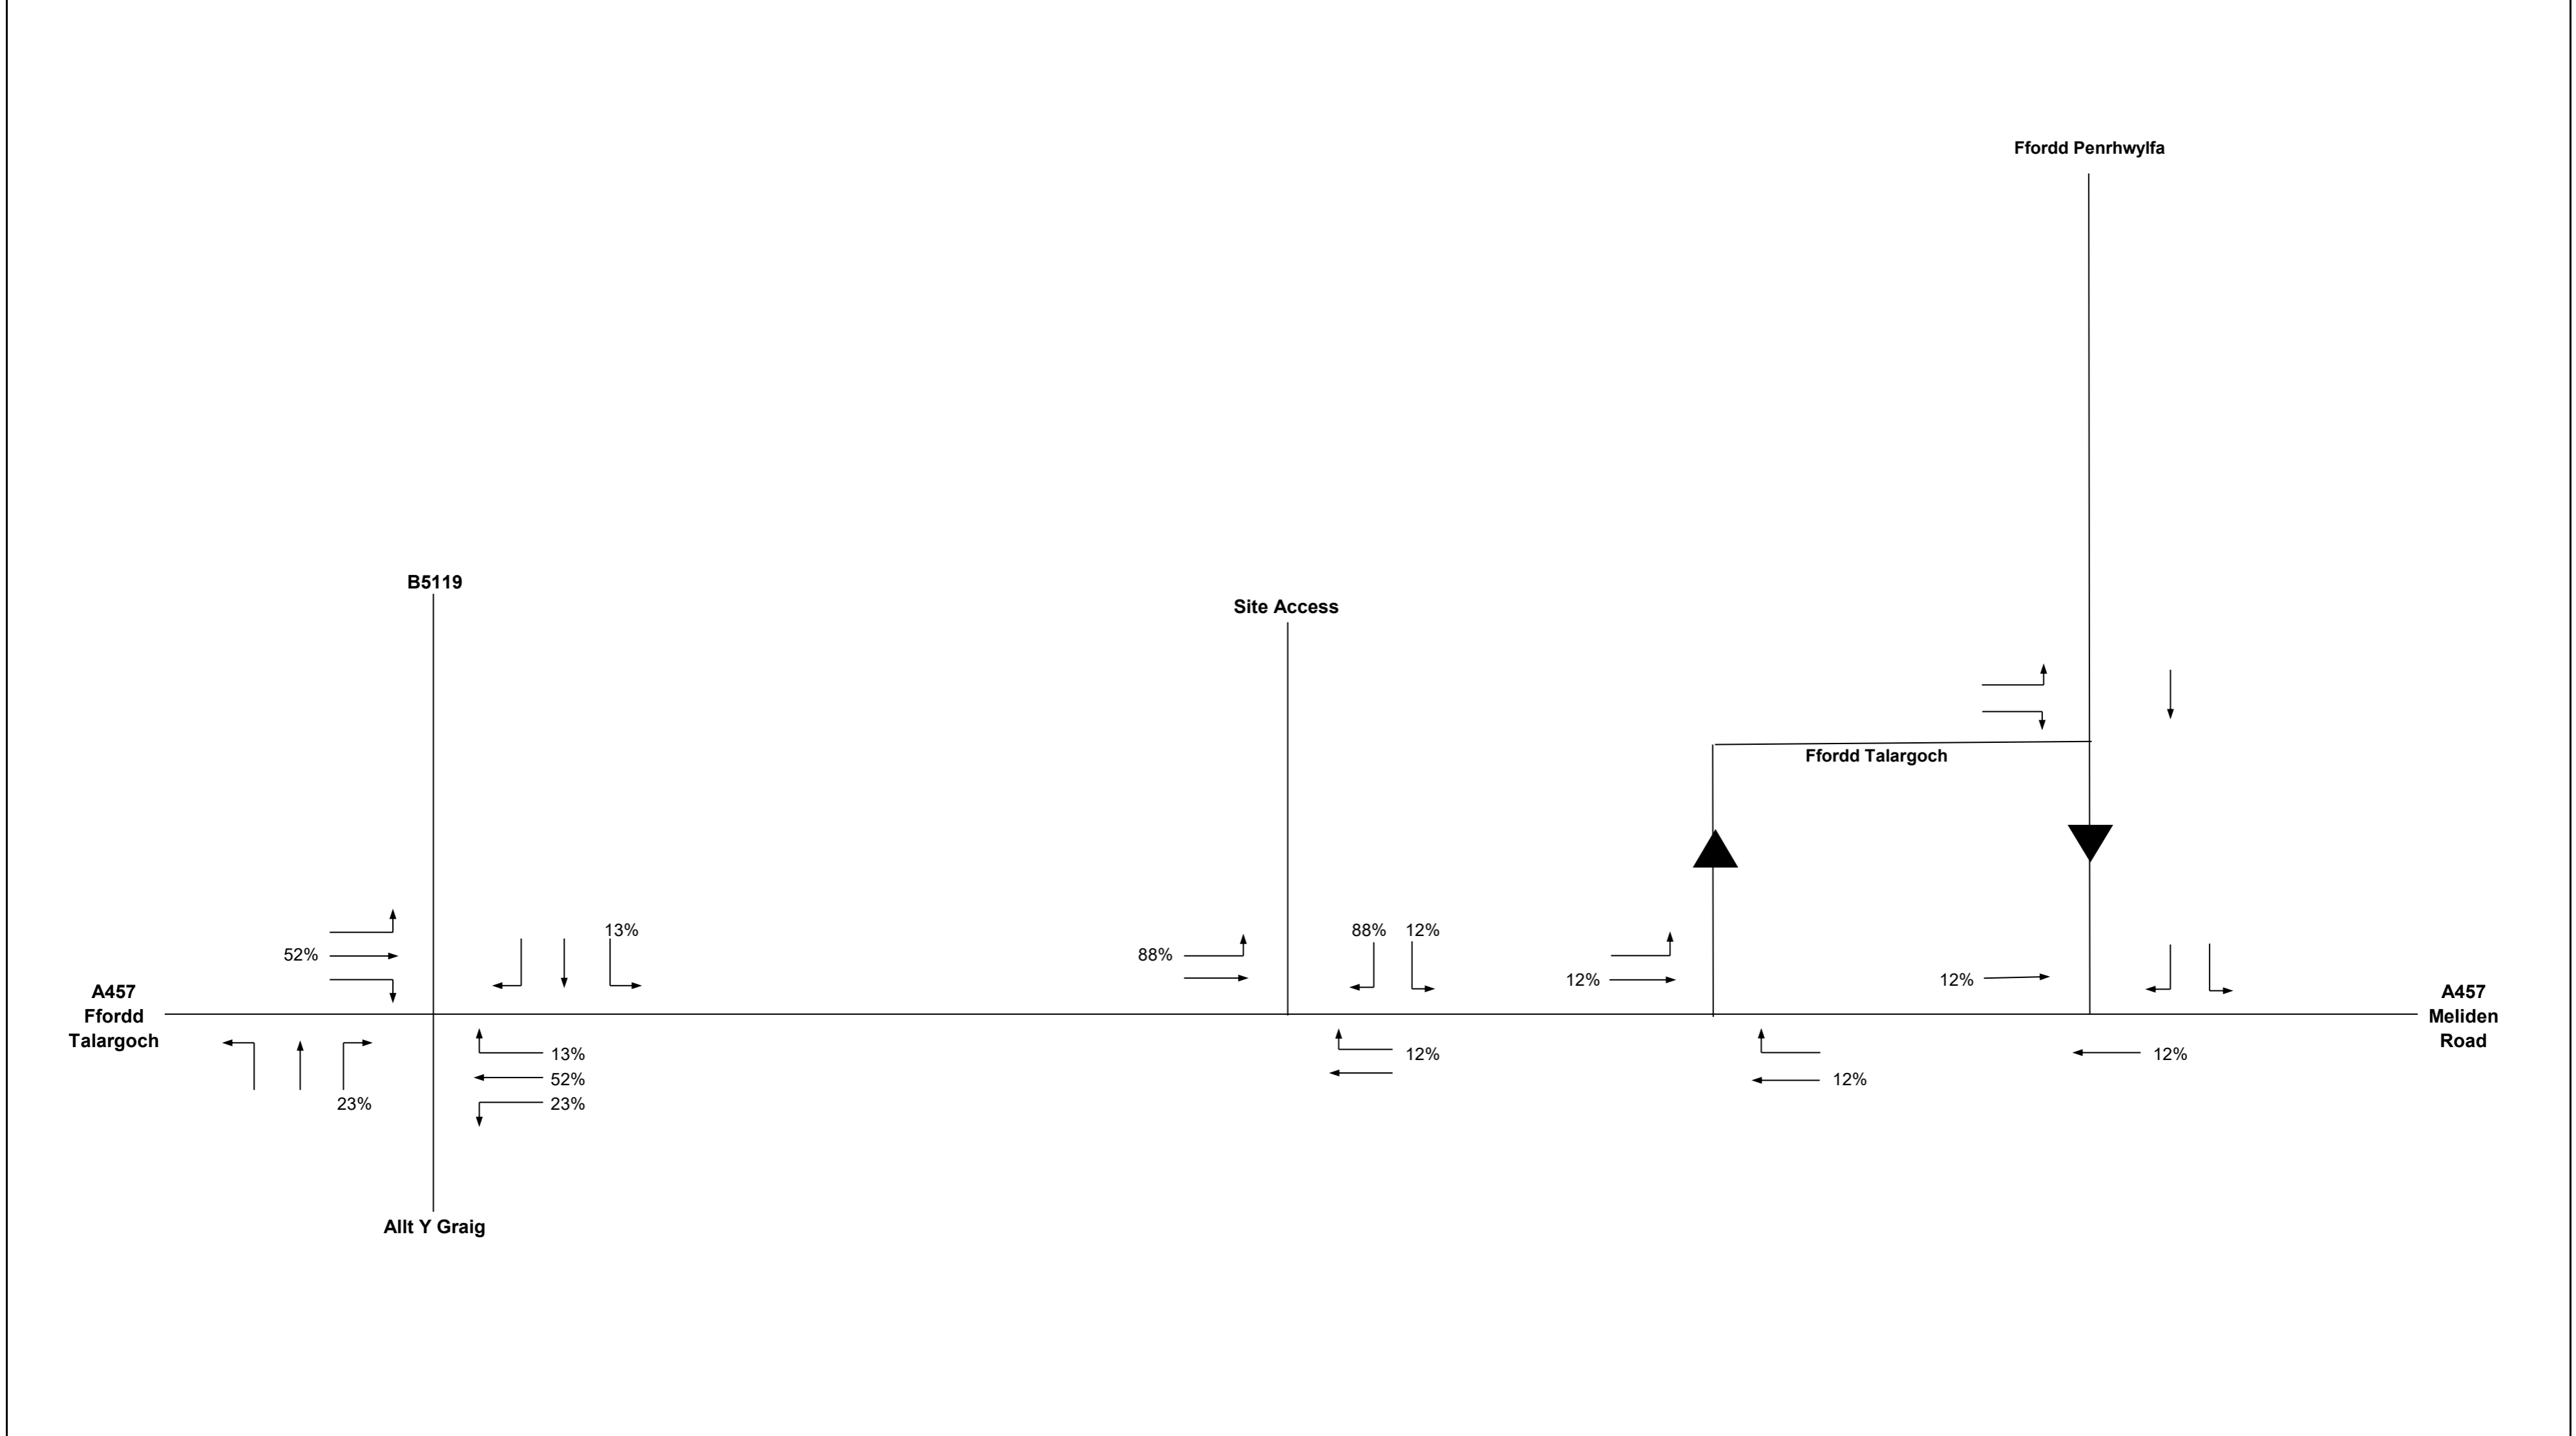 Ffordd Penrhwylfa
B5119
Site Access
Ffordd Talargoch
13%
88% 12%
52%
88%
12%
12%
A457
Ffordd
Talargoch
A457
Meliden
Road
13%
52%
23%
23%
12%
12%
12%
Allt Y Graig